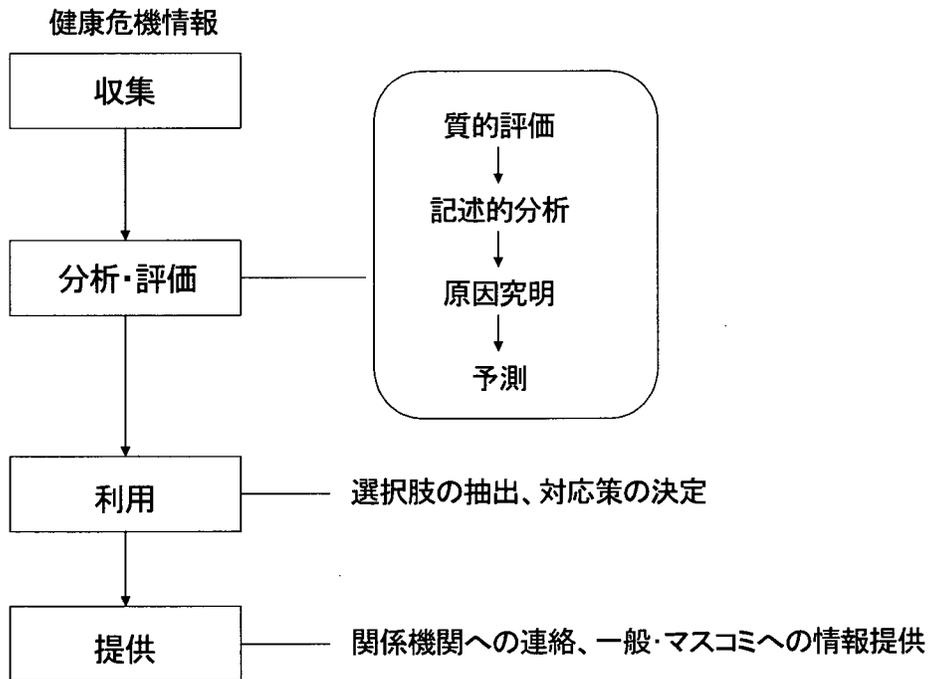 健康危機情報
収集
質的評価
記述的分析
分析・評価
原因究明
予測
利用
選択肢の抽出、対応策の決定
提供
関係機関への連絡、一般・マスコミへの情報提供